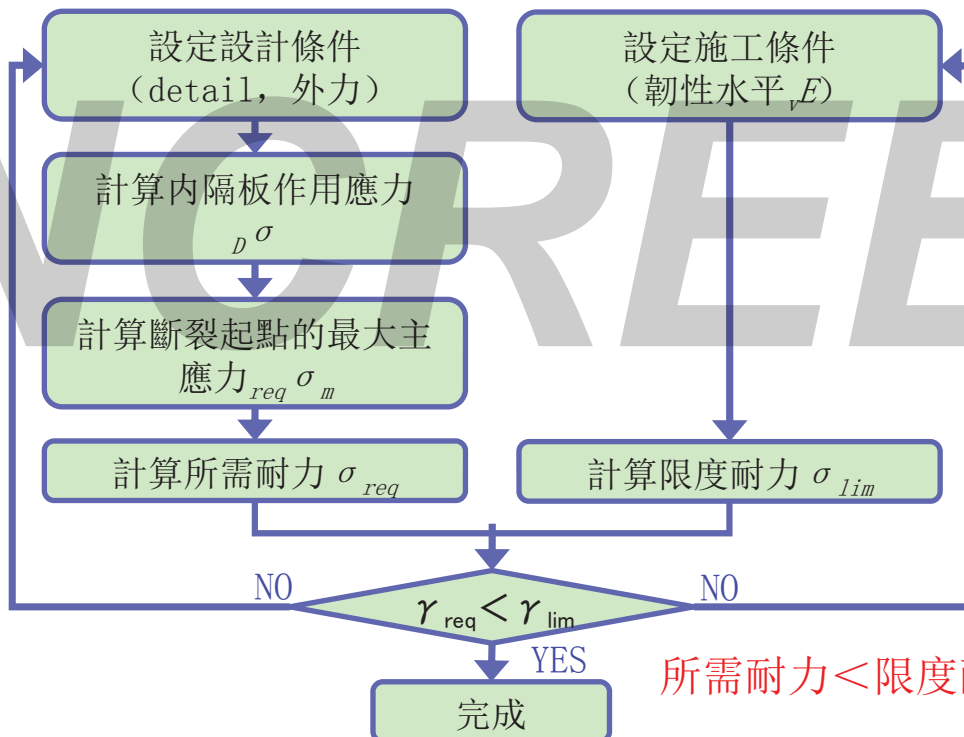 設定設計條件
（detail，外力）
設定施工條件
（韌性水平vE）
計算内隔板作用應力
Dσ
計算斷裂起點的最大主
應力req σm
計算所需耐力σreq
計算限度耐力σlim
NO
γreq＜γlim
NO
YES
所需耐力＜限度
完成
NCREE